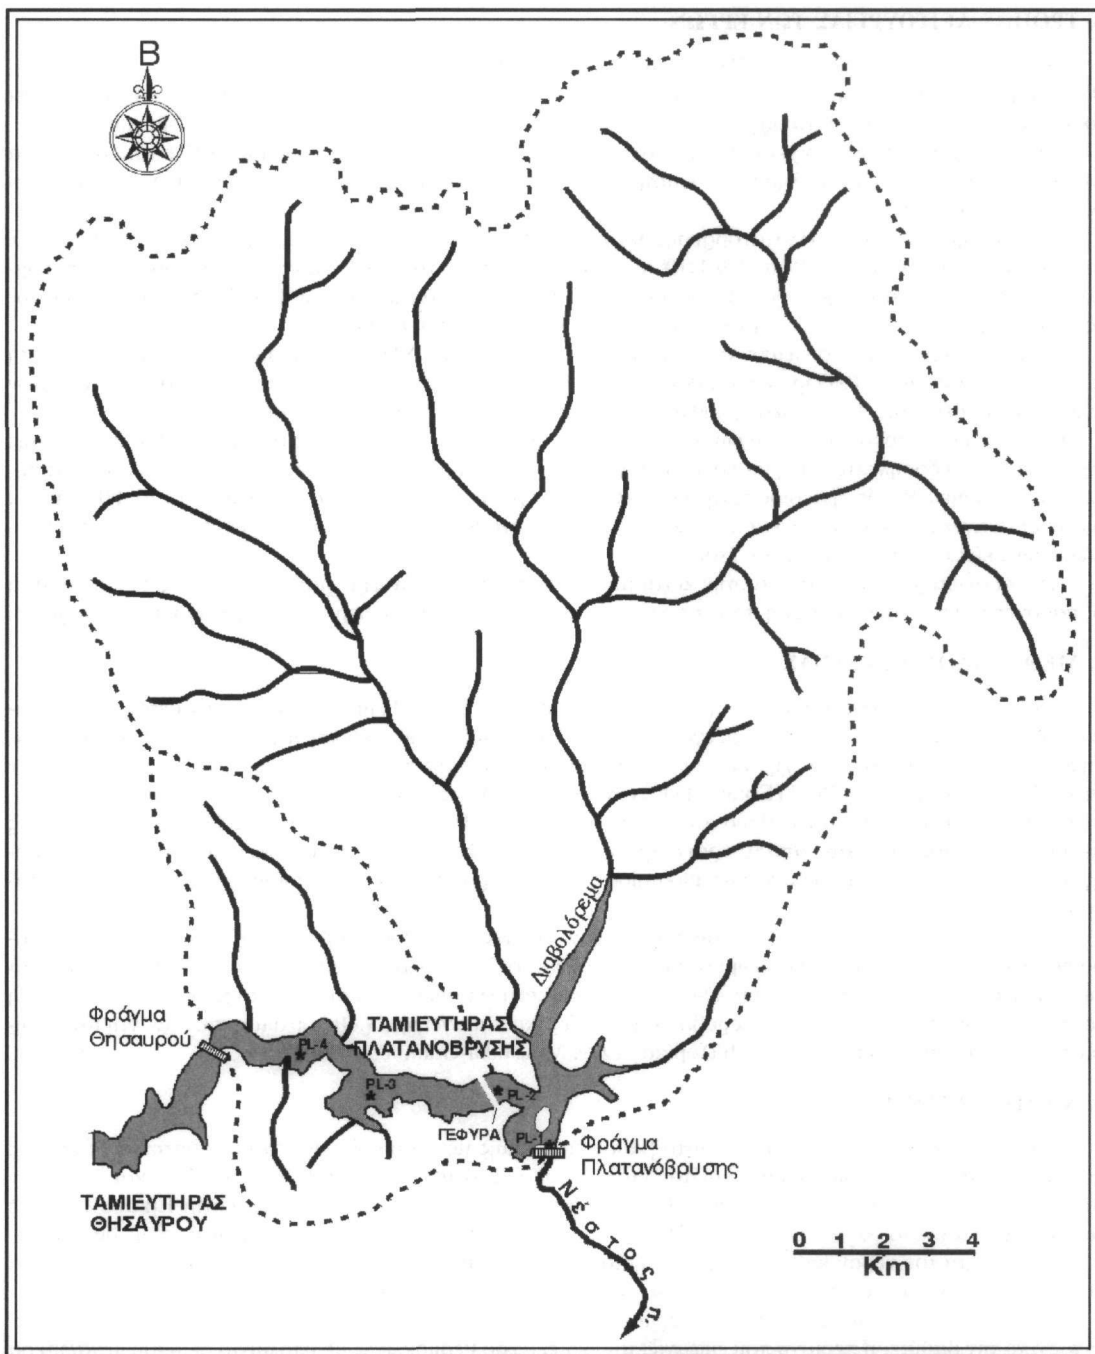 Β
Διαβολόρεμα
Φράγμα
Θησαυρού
ΤΑΜΙΕΥΤΗΡΑΣ
ΠΛΑΤΑΝΟΒΡΥΣΗΣ
PL-4
PL-3
PL-2
ΓΕΦΥΡΑ
PL-1
Φράγμα
Πλατανόβρυσης
ΤΑΜΙΕΥΤΗΡΑΣ
ΘΗΣΑΥΡΟΥ
Νέστος π.
0 1 2 3 4
Km